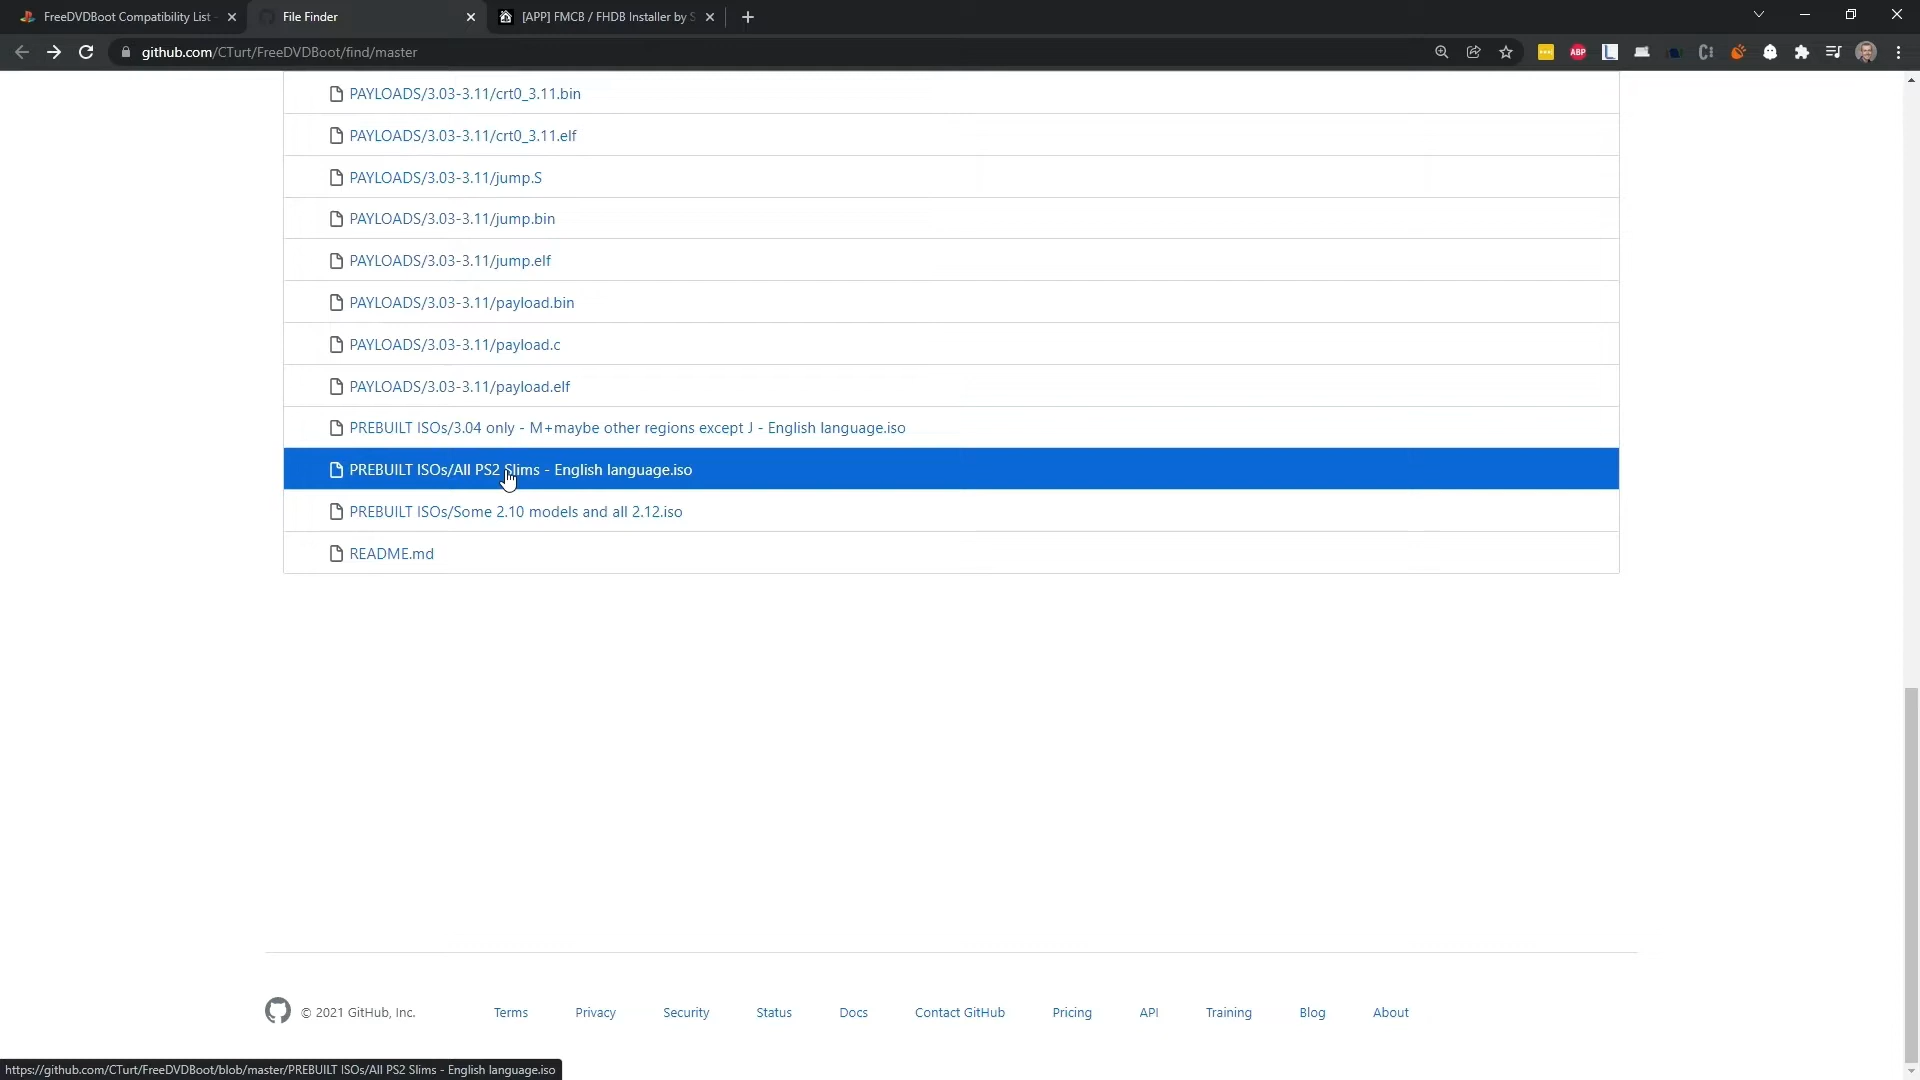 FreeDVDBoot Compatibility List
File Finder
[APP] FMCB / FHDB Installer by S
github.com/CTurt/FreeDVDBoot/find/master
ABP
PAYLOADS/3.03-3.11/crt0_3.11.bin
PAYLOADS/3.03-3.11/crt0_3.11.elf
PAYLOADS/3.03-3.11/jump.S
PAYLOADS/3.03-3.11/jump.bin
PAYLOADS/3.03-3.11/jump.elf
PAYLOADS/3.03-3.11/payload.bin
PAYLOADS/3.03-3.11/payload.c
PAYLOADS/3.03-3.11/payload.elf
PREBUILT ISOs/3.04 only - M+maybe other regions except J - English language.iso
PREBUILT ISOs/All PS2 Slims - English language.iso
PREBUILT ISOs/Some 2.10 models and all 2.12.iso
README.md
© 2021 GitHub, Inc. Terms Privacy Security Status Docs Contact GitHub Pricing API Training Blog About
https://github.com/CTurt/FreeDVDBoot/blob/master/PREBUILT ISOs/All PS2 Slims - English language.iso